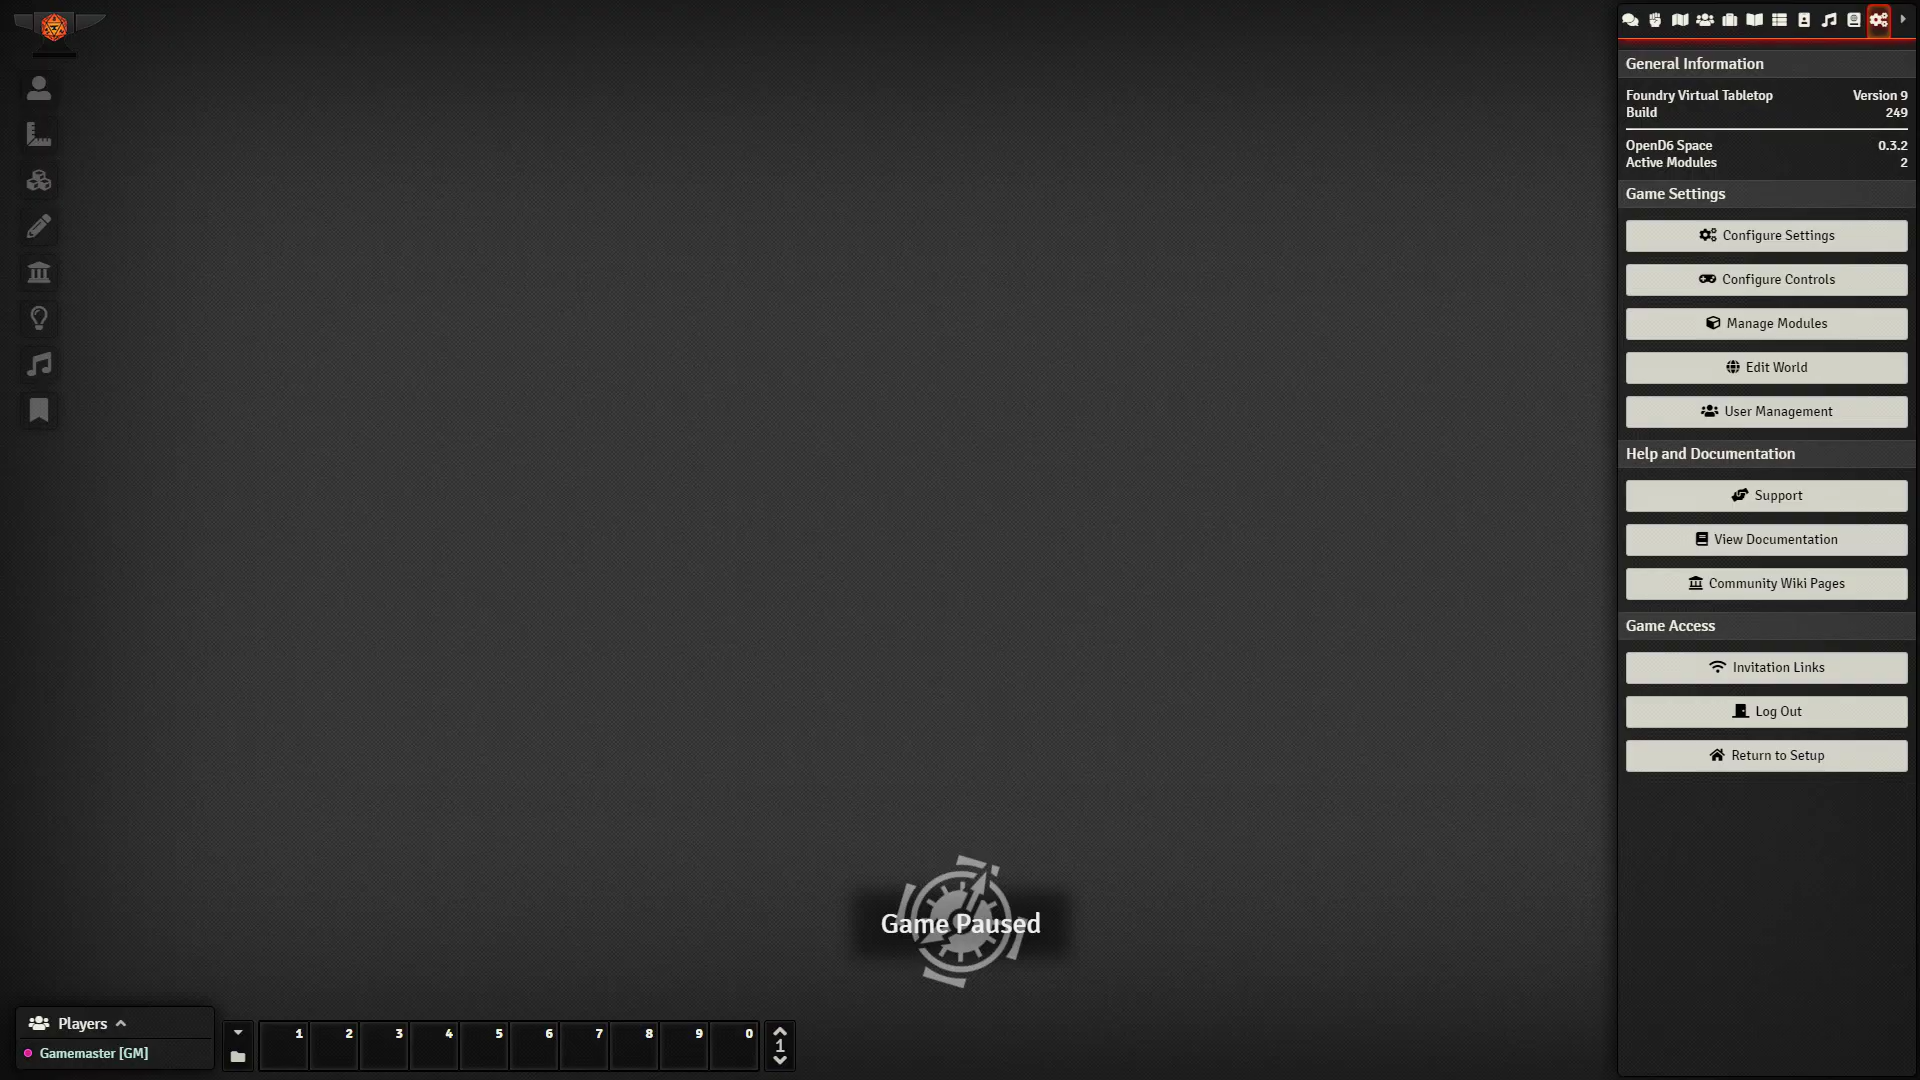 General Information
Foundry Virtual Tabletop Version 9
Build 249
OpenD6 Space 0.3.2
Active Modules 2
Game Settings
Configure Settings
Configure Controls
Manage Modules
Edit World
User Management
Help and Documentation
Support
View Documentation
Community Wiki Pages
Game Access
Invitation Links
Log Out
Return to Setup
Game Paused
Players
Gamemaster [GM]
1 2 3 4 5 6 7 8 9 0
1